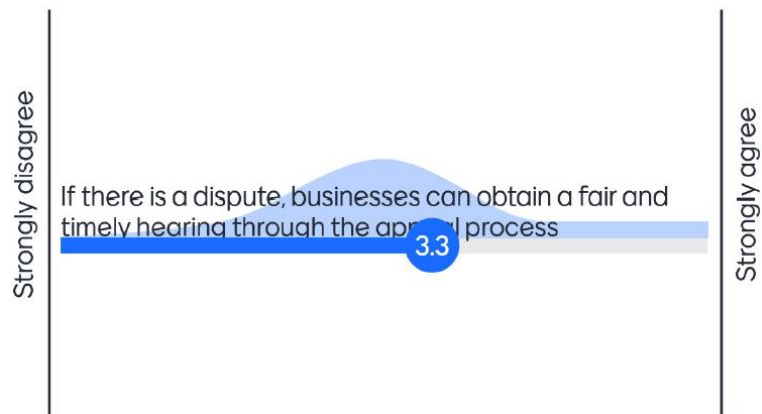 Strongly disagree
If there is a dispute, businesses can obtain a fair and
timely hearing through the appeal process
3.3
Strongly agree